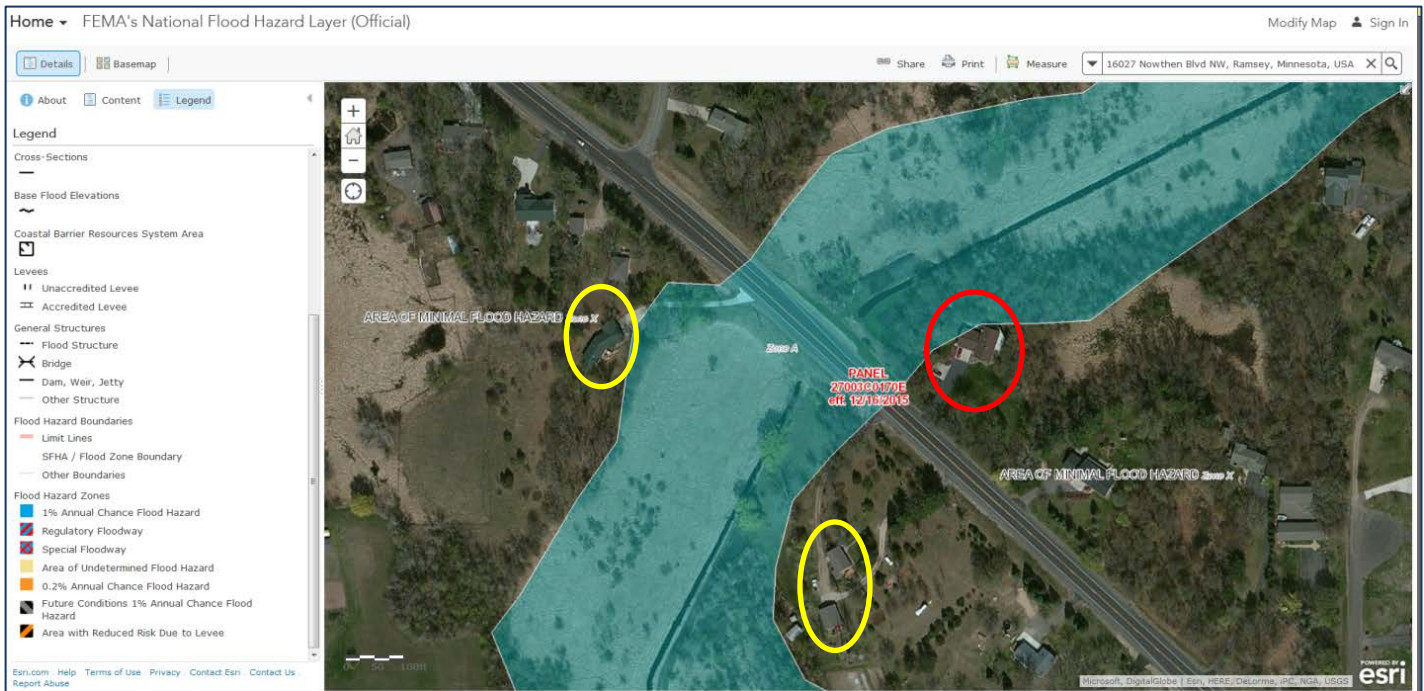 Home FEMA's National Flood Hazard Layer (Official)
Modify Map Sign In
Details Basemap
Share Print Measure 16027 Nowthen Blvd NW, Ramsey, Minnesota, USA
About Content Legend
Legend
Cross-Sections
Base Flood Elevations
Coastal Barrier Resources System Area
Levees
Unaccredited Levee
Accredited Levee
General Structures
Flood Structure
Bridge
Dam, Weir, Jetty
Other Structure
Flood Hazard Boundaries
Limit Lines
SFHA / Flood Zone Boundary
Other Boundaries
Flood Hazard Zones
1% Annual Chance Flood Hazard
Regulatory Floodway
Special Floodway
Area of Undetermined Flood Hazard
0.2% Annual Chance Flood Hazard
Future Conditions 1% Annual Chance Flood
Hazard
Area with Reduced Risk Due to Levee
Esri.com Help Terms of Use Privacy Contact Esri Contact Us
Report Abuse
AREA OF MINIMAL FLOOD HAZARD Zone X
Zone A
PANEL
27003C0170E
eff. 12/16/2015
AREA OF MINIMAL FLOOD HAZARD Zone X
0 50 100ft
Microsoft, DigitalGlobe | Esri, HERE, DeLorme, iPC, NGA, USGS
POWERED BY
esri